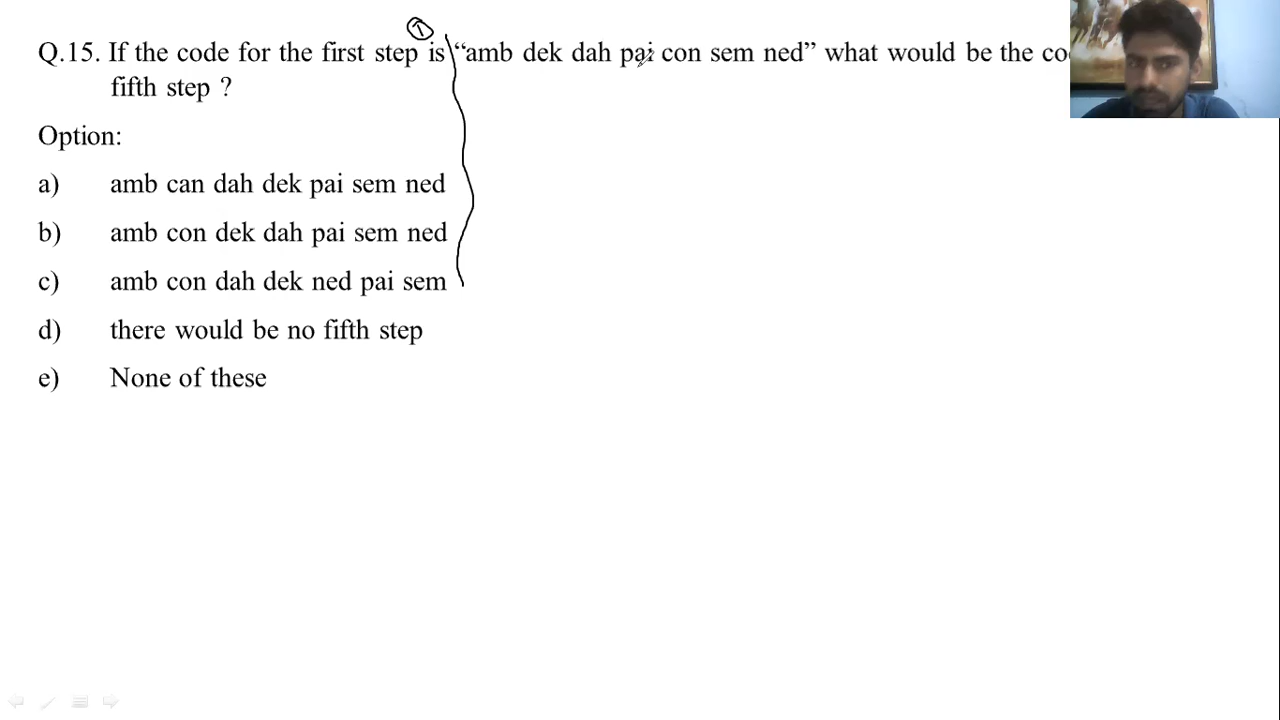 ①
Q.15. If the code for the first step is “amb dek dah pai con sem ned” what would be the co
fifth step ?
Option:
a) amb can dah dek pai sem ned
b) amb con dek dah pai sem ned
c) amb con dah dek ned pai sem
d) there would be no fifth step
e) None of these